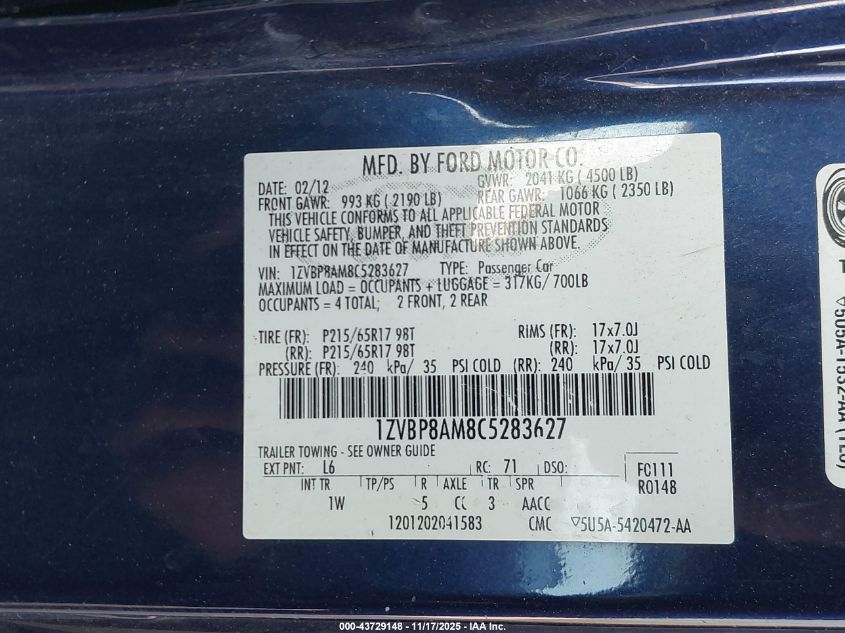 MFD. BY FORD MOTOR CO.
DATE: 02/12 GVWR: 2041 KG ( 4500 LB)
FRONT GAWR: 993 KG ( 2190 LB) REAR GAWR: 1066 KG ( 2350 LB)
THIS VEHICLE CONFORMS TO ALL APPLICABLE FEDERAL MOTOR
VEHICLE SAFETY, BUMPER, AND THEFT PREVENTION STANDARDS
IN EFFECT ON THE DATE OF MANUFACTURE SHOWN ABOVE.
VIN: 1ZVBP8AM8C5283627 TYPE: Passenger Car
MAXIMUM LOAD = OCCUPANTS + LUGGAGE = 317KG/ 700LB
OCCUPANTS = 4 TOTAL; 2 FRONT, 2 REAR
TIRE (FR): P215/65R17 98T RIMS (FR): 17x7.0J
(RR): P215/65R17 98T (RR): 17x7.0J
PRESSURE (FR): 240 kPa/ 35 PSI COLD (RR): 240 kPa/ 35 PSI COLD
1ZVBP8AM8C5283627
TRAILER TOWING - SEE OWNER GUIDE
EXT PNT: L6 RC: 71 DSO: F0111
INT TR TP/PS R AXLE TR SPR R0148
1W 5 CC 3 AACC
1201202041583 CMC ▽5U5A-5420472-AA
▽5U5A-1532-AA (TEO)
000-43729148 - 11/17/2025 - IAA Inc.